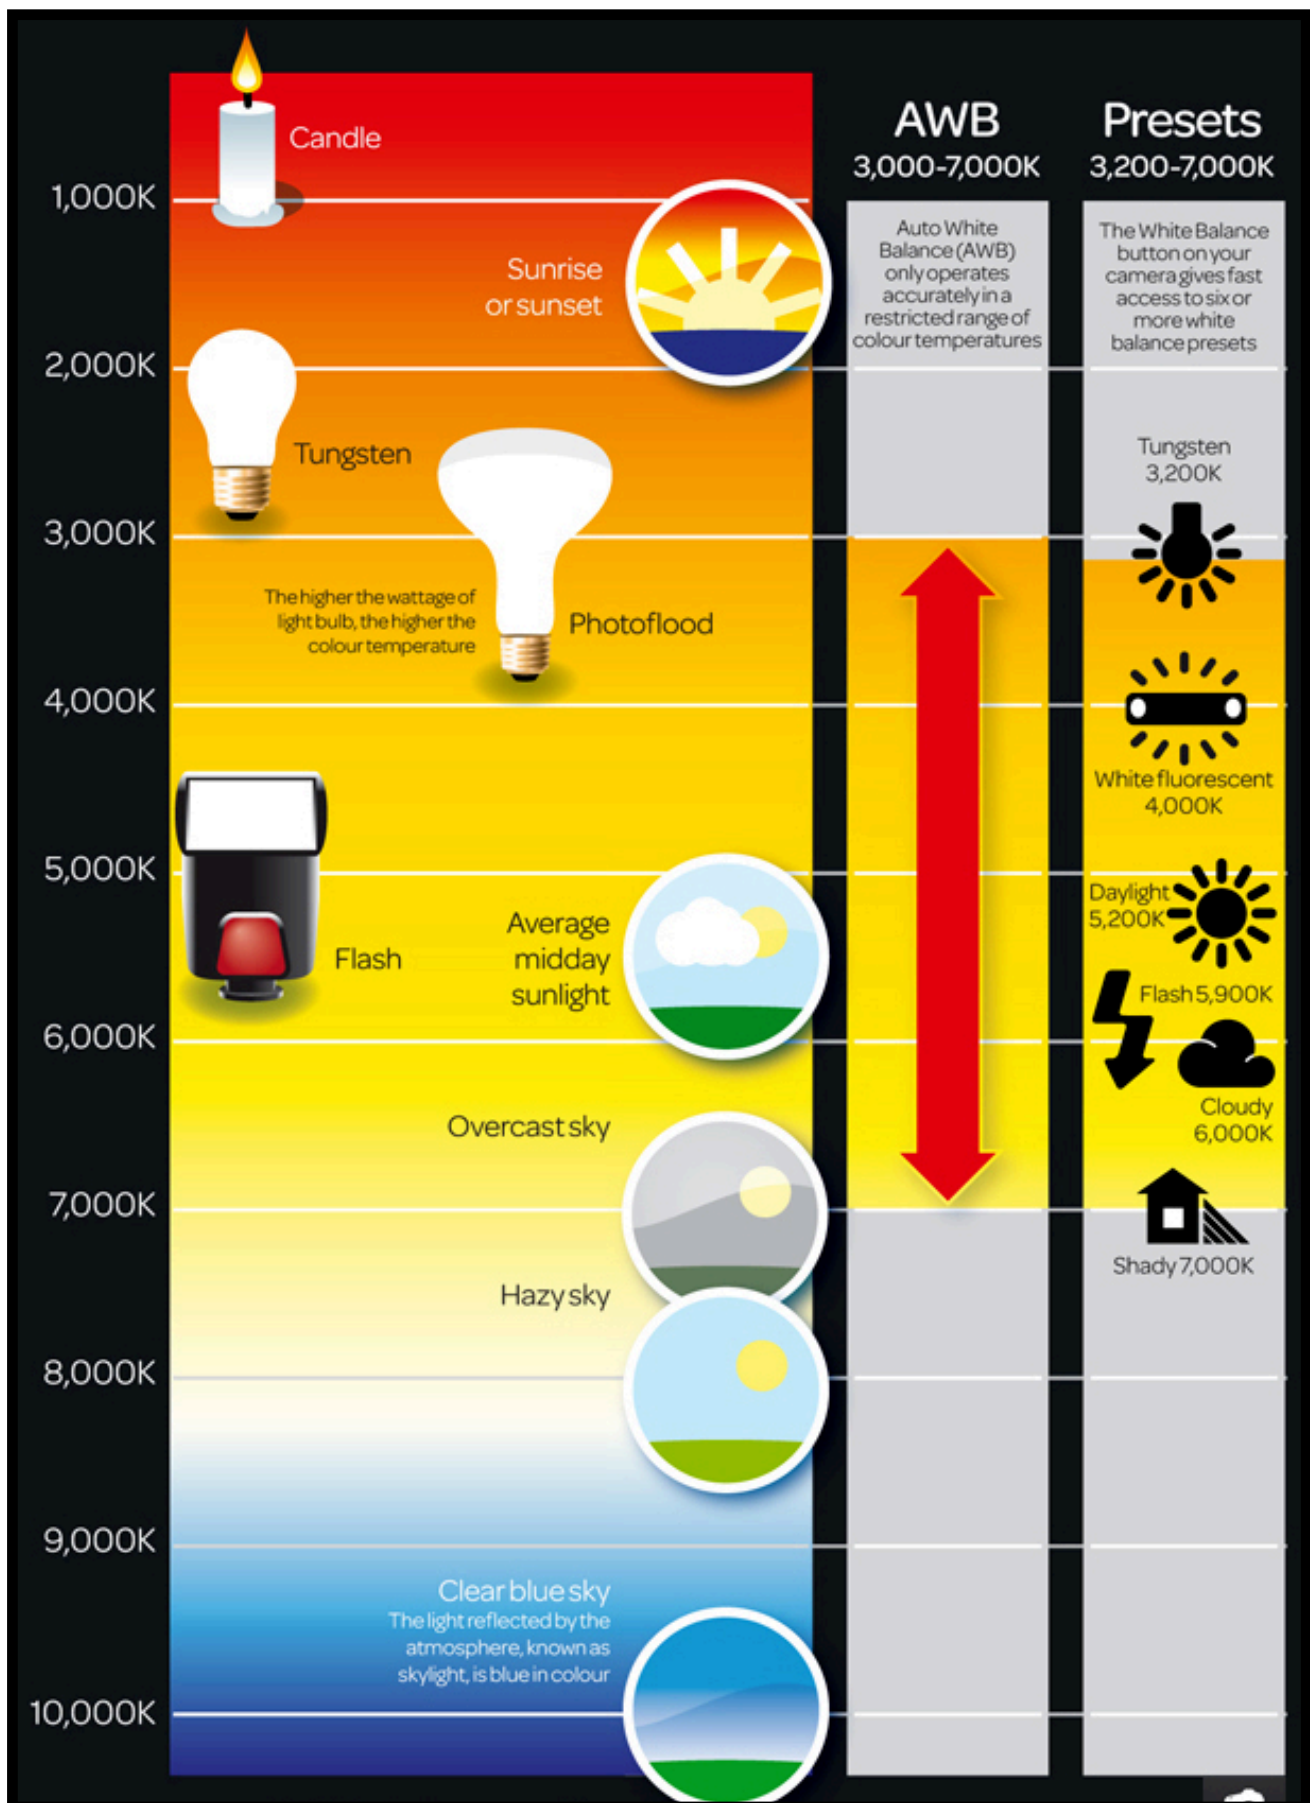 AWB
3,000-7,000K
Presets
3,200-7,000K
Candle
1,000K
Sunrise
or sunset
Auto White
Balance (AWB)
only operates
accurately in a
restricted range of
colour temperatures
The White Balance
button on your
camera gives fast
access to six or
more white
balance presets
2,000K
Tungsten
Tungsten
3,200K
3,000K
The higher the wattage of
light bulb, the higher the
colour temperature
Photoflood
4,000K
White fluorescent
4,000K
5,000K
Flash
Average
midday
sunlight
Daylight
5,200K
Flash 5,900K
6,000K
Cloudy
6,000K
Overcast sky
7,000K
Shady 7,000K
Hazy sky
8,000K
9,000K
Clear blue sky
The light reflected by the
atmosphere, known as
skylight, is blue in colour
10,000K